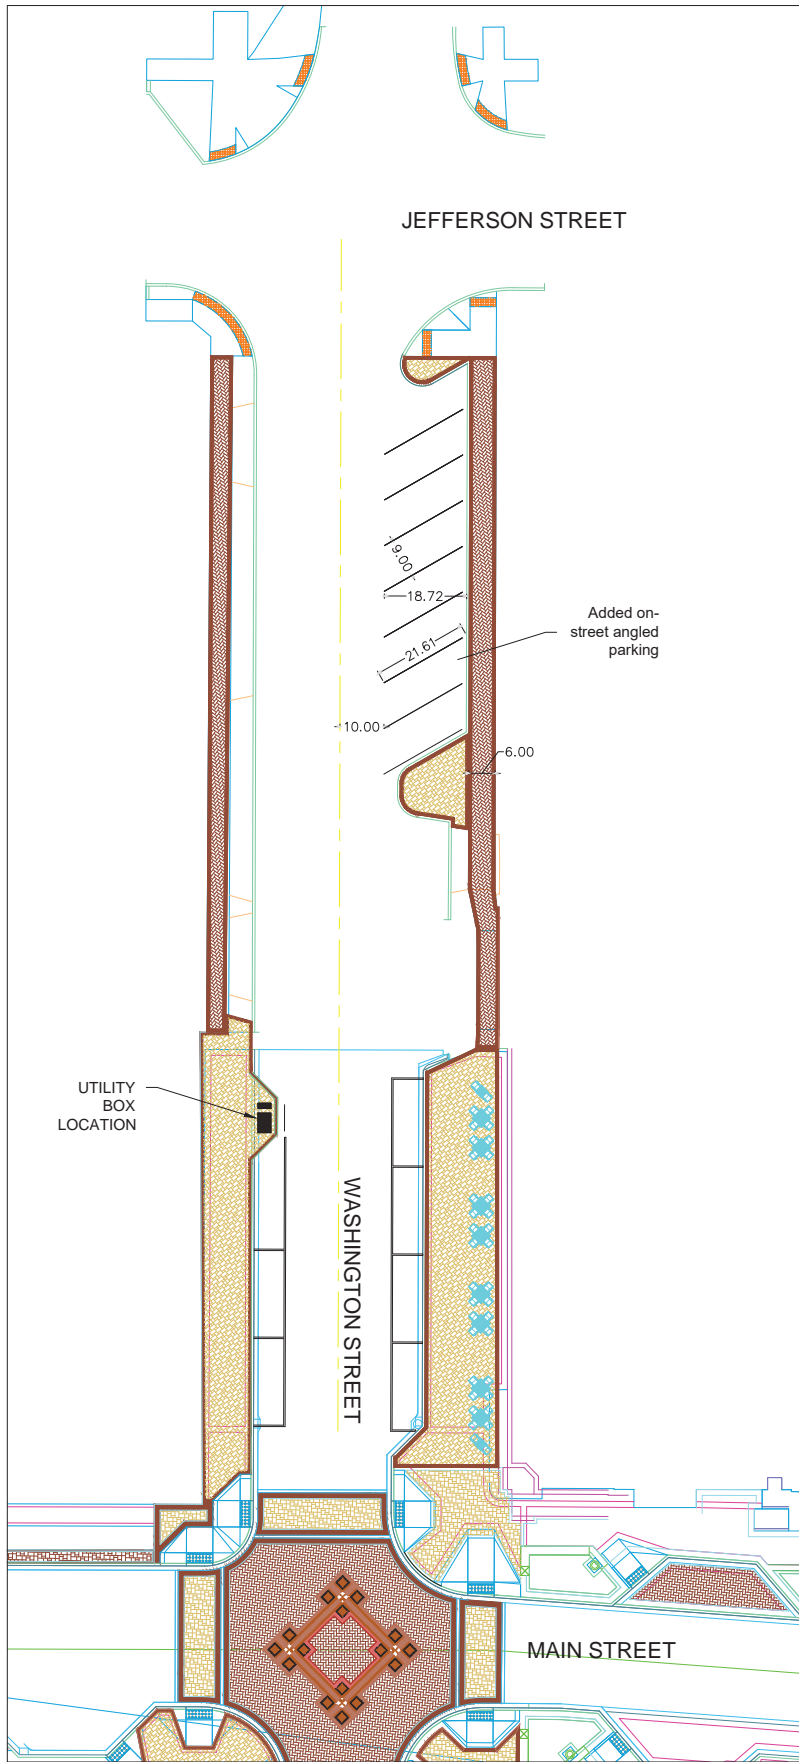 JEFFERSON STREET
9.00
18.72
Added on-
street angled
parking
21.61
10.00
6.00
UTILITY
BOX
LOCATION
WASHINGTON STREET
MAIN STREET